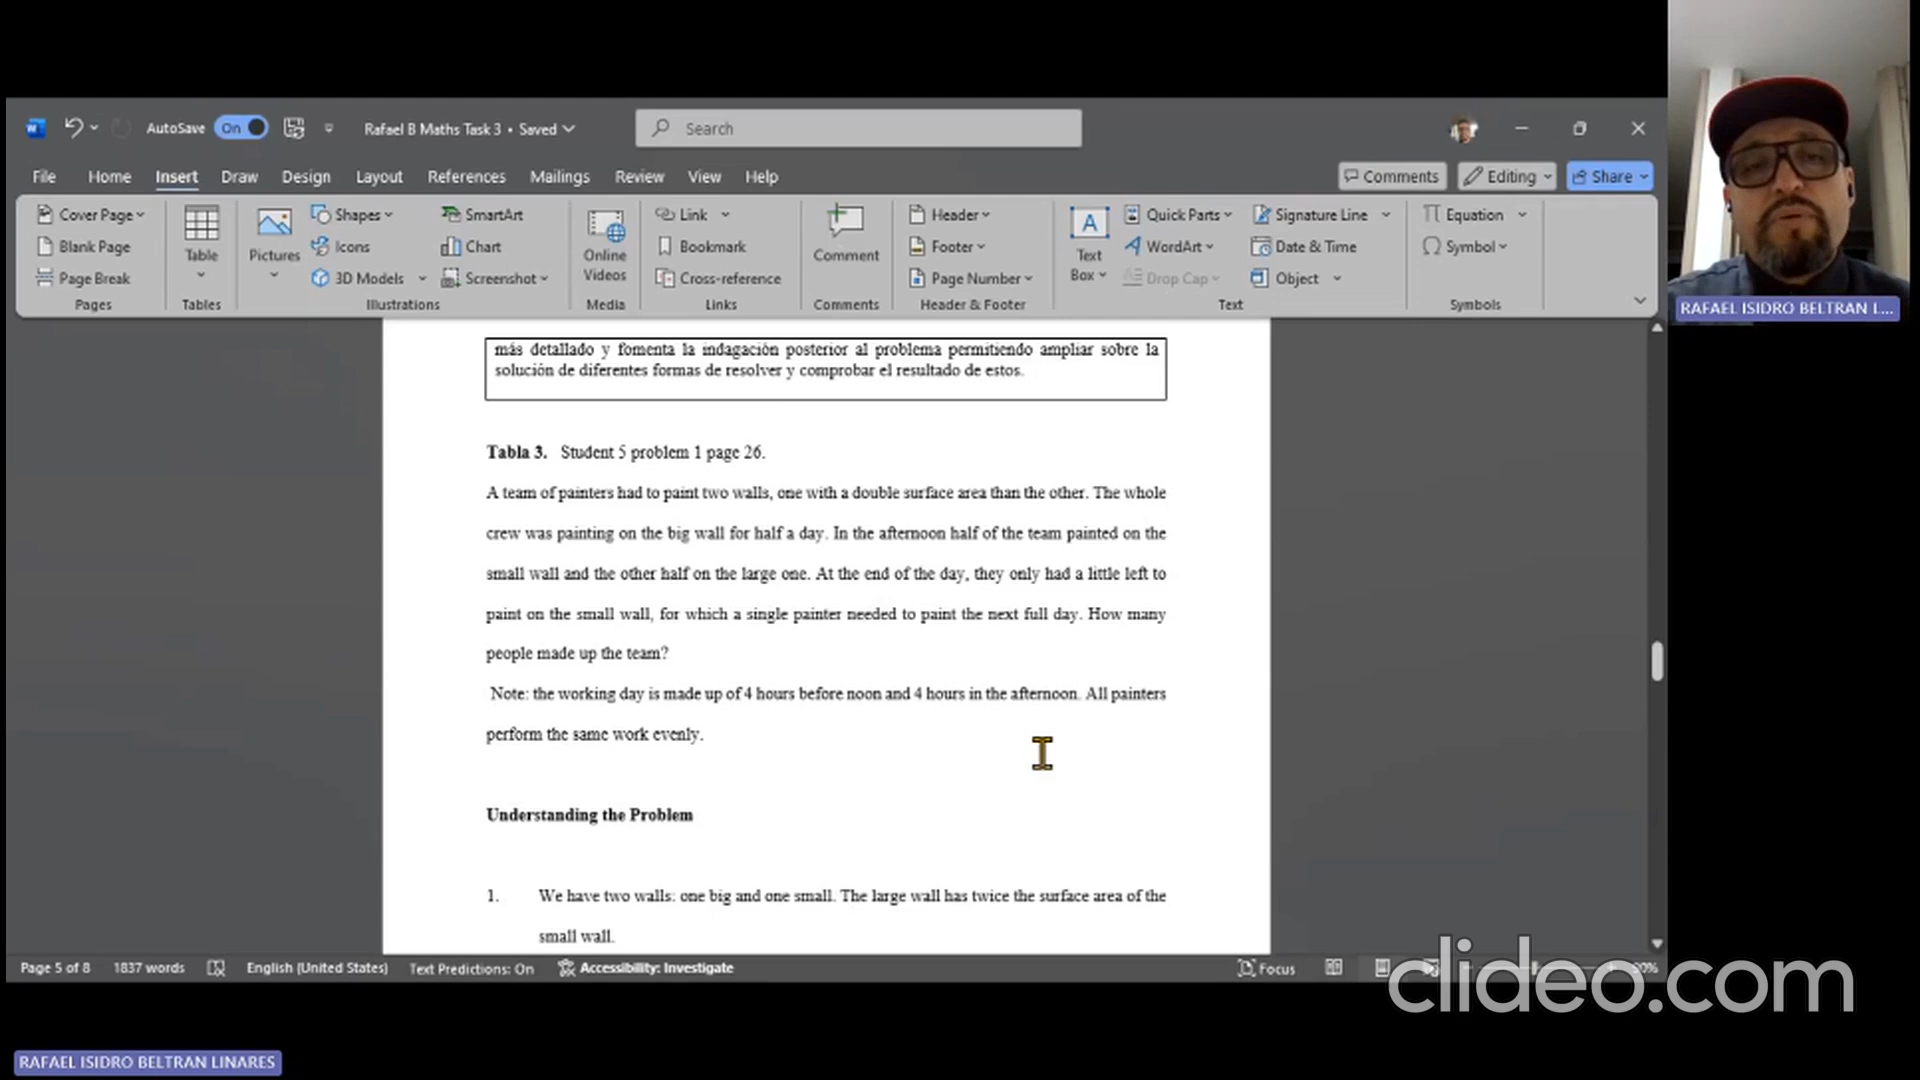 AutoSave On Rafael B Maths Task 3 • Saved Search
File Home Insert Draw Design Layout References Mailings Review View Help Comments Editing Share
Cover Page
Blank Page
Page Break
Pages
Table
Tables
Pictures
Shapes
Icons
3D Models
SmartArt
Chart
Screenshot
Illustrations
Online
Videos
Media
Link
Bookmark
Cross-reference
Links
Comment
Comments
Header
Footer
Page Number
Header & Footer
Text
Box
Quick Parts
WordArt
Drop Cap
Signature Line
Date & Time
Object
Text
Equation
Symbol
Symbols
RAFAEL ISIDRO BELTRAN L...
más detallado y fomenta la indagación posterior al problema permitiendo ampliar sobre la
solución de diferentes formas de resolver y comprobar el resultado de estos.
Tabla 3. Student 5 problem 1 page 26.
A team of painters had to paint two walls, one with a double surface area than the other. The whole
crew was painting on the big wall for half a day. In the afternoon half of the team painted on the
small wall and the other half on the large one. At the end of the day, they only had a little left to
paint on the small wall, for which a single painter needed to paint the next full day. How many
people made up the team?
Note: the working day is made up of 4 hours before noon and 4 hours in the afternoon. All painters
perform the same work evenly.
Understanding the Problem
1. We have two walls: one big and one small. The large wall has twice the surface area of the
small wall.
Page 5 of 8 1837 words English (United States) Text Predictions: On Accessibility: Investigate Focus
clideo.com
RAFAEL ISIDRO BELTRAN LINARES